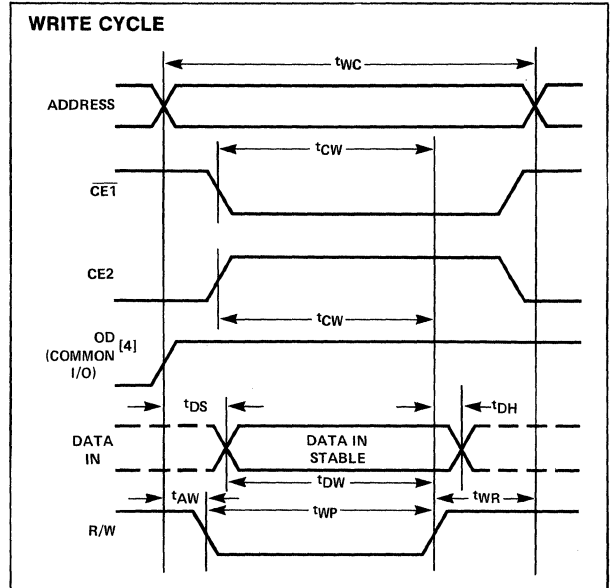 WRITE CYCLE
tWC
ADDRESS
tCW
CE1
CE2
tCW
OD [4]
(COMMON
I/O)
tDS
tDH
DATA
IN
DATA IN
STABLE
tDW
tAW
tWP
tWR
R/W